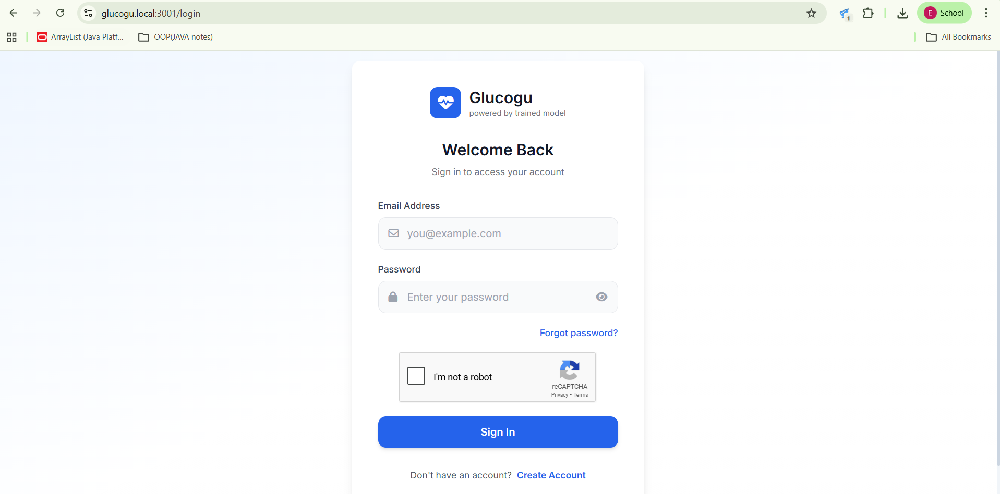 glucogu.local:3001/login
1
E
School
ArrayList (Java Platf...
OOP(JAVA notes)
All Bookmarks
Glucogu
powered by trained model
Welcome Back
Sign in to access your account
Email Address
you@example.com
Password
Enter your password
Forgot password?
I'm not a robot
reCAPTCHA
Privacy - Terms
Sign In
Don't have an account? Create Account